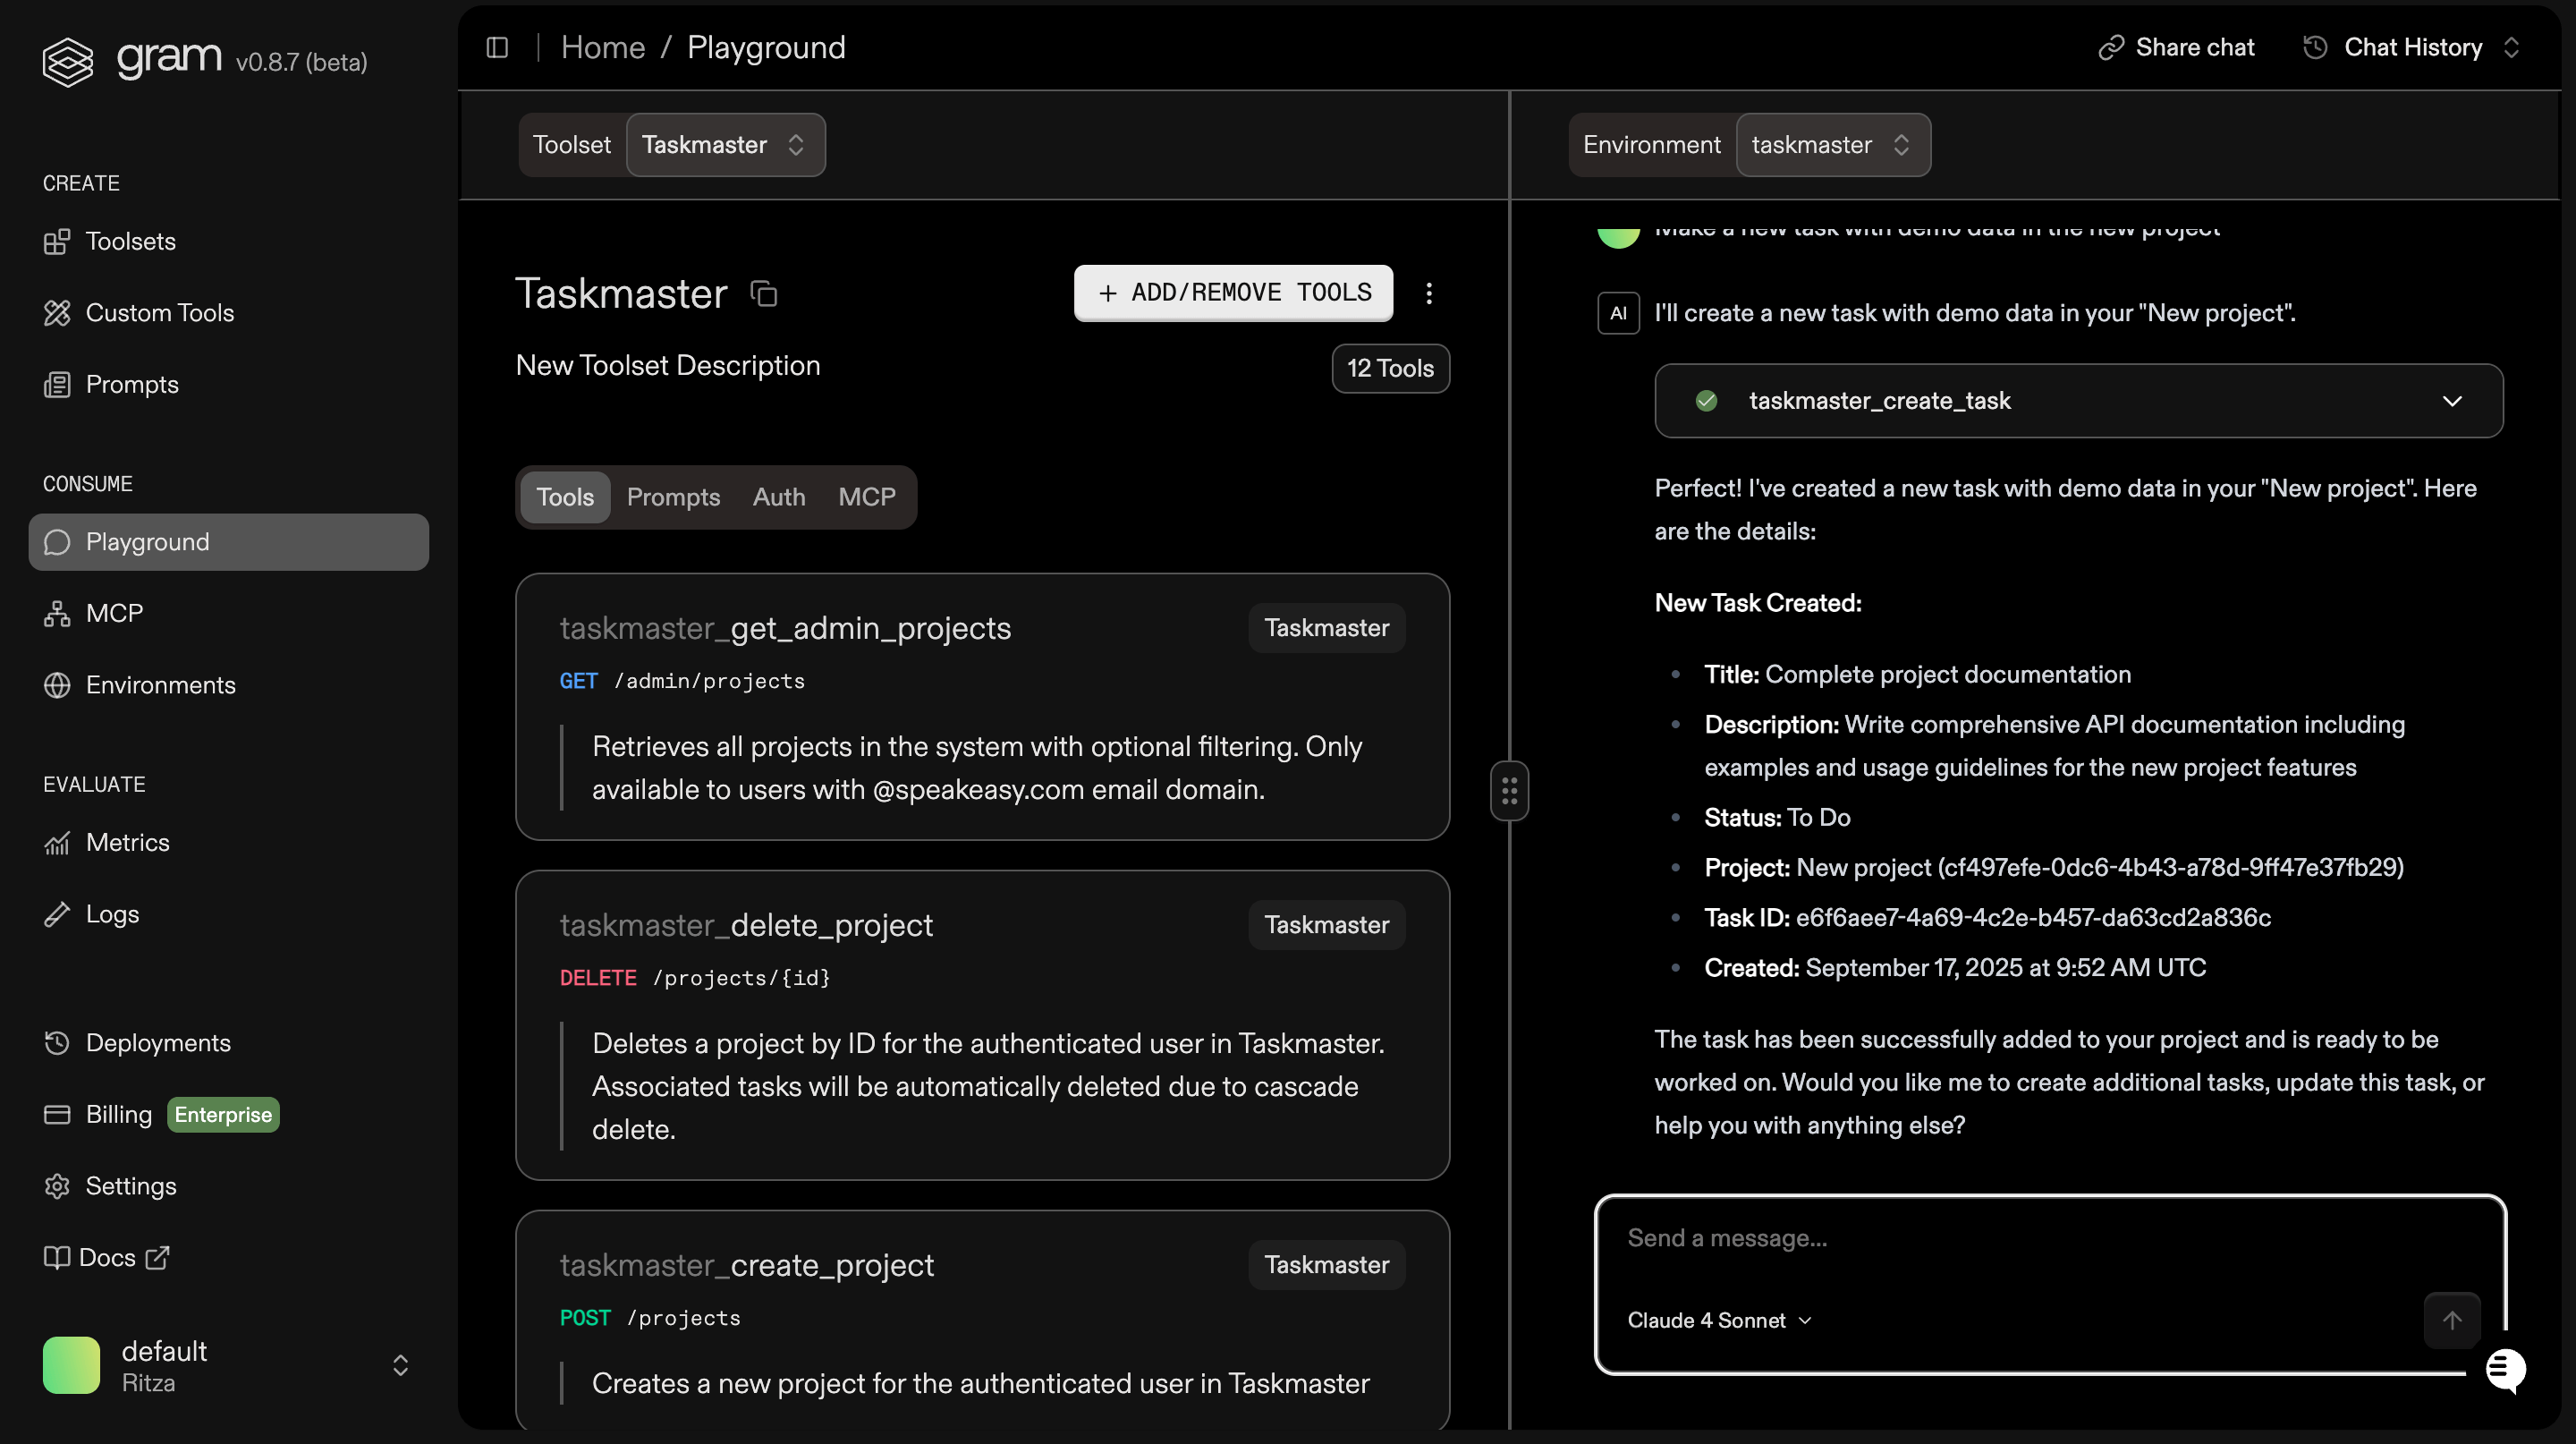 gram v0.8.7 (beta)
CREATE
Toolsets
Custom Tools
Prompts
CONSUME
Playground
MCP
Environments
EVALUATE
Metrics
Logs
Deployments
Billing Enterprise
Settings
Docs
default
Ritza
Home / Playground
Share chat
Chat History
Toolset Taskmaster
Taskmaster
+ ADD/REMOVE TOOLS
New Toolset Description
12 Tools
Tools Prompts Auth MCP
taskmaster_get_admin_projects
Taskmaster
GET /admin/projects
Retrieves all projects in the system with optional filtering. Only
available to users with @speakeasy.com email domain.
taskmaster_delete_project
Taskmaster
DELETE /projects/{id}
Deletes a project by ID for the authenticated user in Taskmaster.
Associated tasks will be automatically deleted due to cascade
delete.
taskmaster_create_project
Taskmaster
POST /projects
Creates a new project for the authenticated user in Taskmaster
Environment taskmaster
Make a new task with demo data in the new project
AI
I'll create a new task with demo data in your "New project".
taskmaster_create_task
Perfect! I've created a new task with demo data in your "New project". Here
are the details:
New Task Created:
Title: Complete project documentation
Description: Write comprehensive API documentation including
examples and usage guidelines for the new project features
Status: To Do
Project: New project (cf497efe-0dc6-4b43-a78d-9ff47e37fb29)
Task ID: e6f6aee7-4a69-4c2e-b457-da63cd2a836c
Created: September 17, 2025 at 9:52 AM UTC
The task has been successfully added to your project and is ready to be
worked on. Would you like me to create additional tasks, update this task, or
help you with anything else?
Send a message...
Claude 4 Sonnet